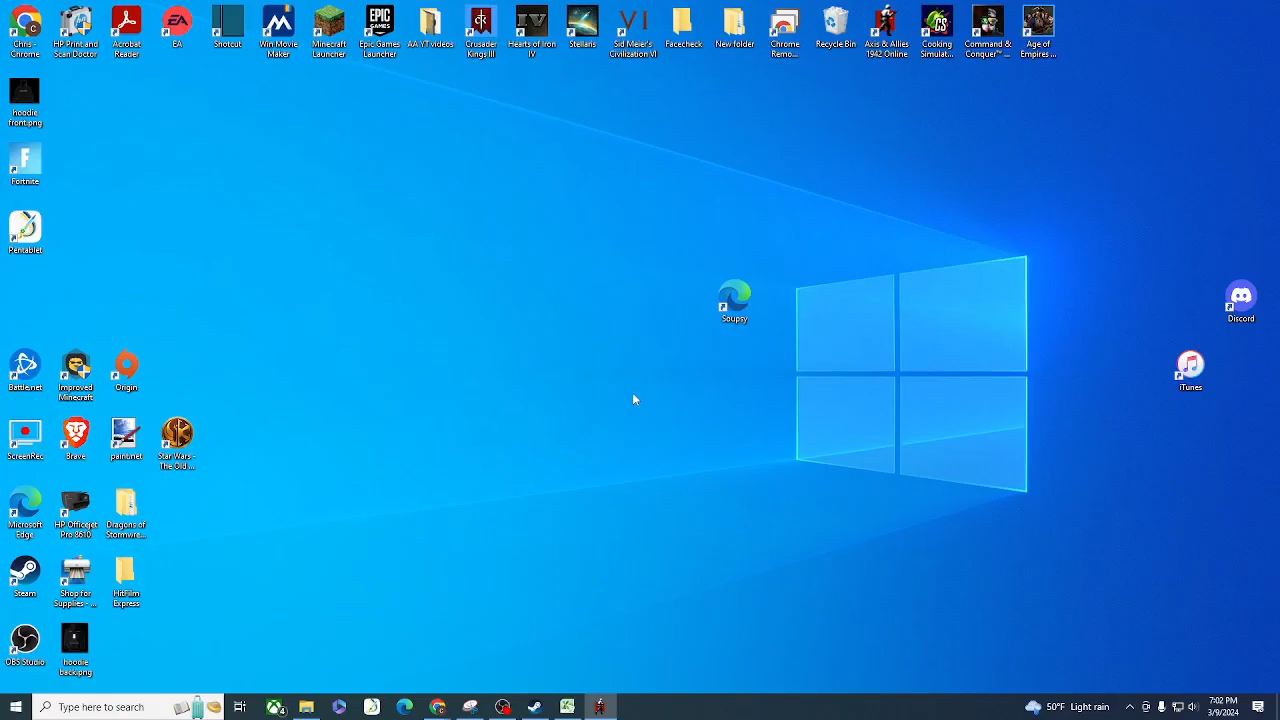 Chris - Chrome
HP Print and Scan Doctor
Acrobat Reader
EA
Shotcut
Win Movie Maker
Minecraft Launcher
EPIC GAMES
Epic Games Launcher
AA YT videos
Crusader Kings III
IV
Hearts of Iron IV
Stellaris
VI
Sid Meier's Civilization VI
Facecheck
New folder
Chrome Remo...
Recycle Bin
Axis & Allies 1942 Online
Cooking Simulat...
Command & Conquer™ ...
Age of Empires ...
hoodie front.png
F
Fortnite
Pentablet
Soupsy
Discord
iTunes
Battle.net
Improved Minecraft
Origin
ScreenRec
Brave
paint.net
Star Wars - The Old ...
Microsoft Edge
HP Officejet Pro 8610
Dragons of Stormwre...
Steam
Shop for Supplies - ...
HitFilm Express
OBS Studio
hoodie back.png
Type here to search
50°F Light rain
7:02 PM
3/9/2024